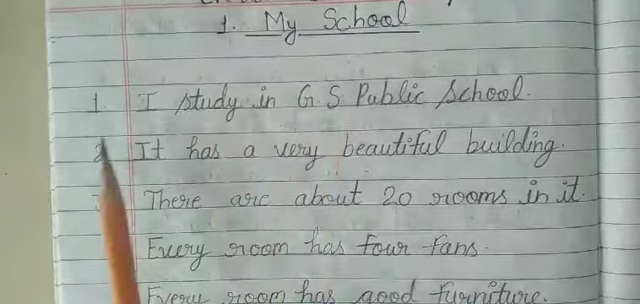 1. My School
1. I study in G.S Public School.
2. It has a very beautiful building.
There are about 20 rooms in it.
Every room has four fans.
Every room has good furniture.